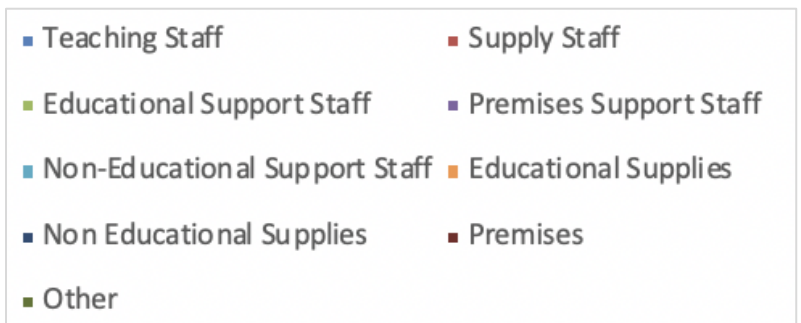 Teaching Staff Supply Staff
Educational Support Staff Premises Support Staff
Non-Educational Support Staff Educational Supplies
Non Educational Supplies Premises
Other